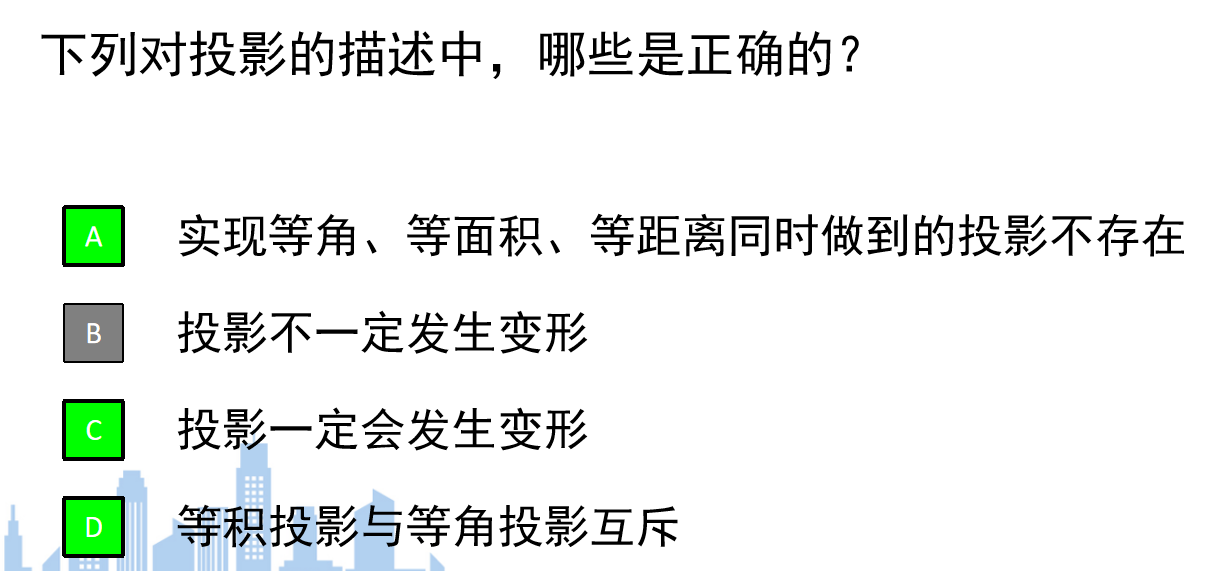 下列对投影的描述中，哪些是正确的？
A 实现等角、等面积、等距离同时做到的投影不存在
B 投影不一定发生变形
C 投影一定会发生变形
D 等积投影与等角投影互斥